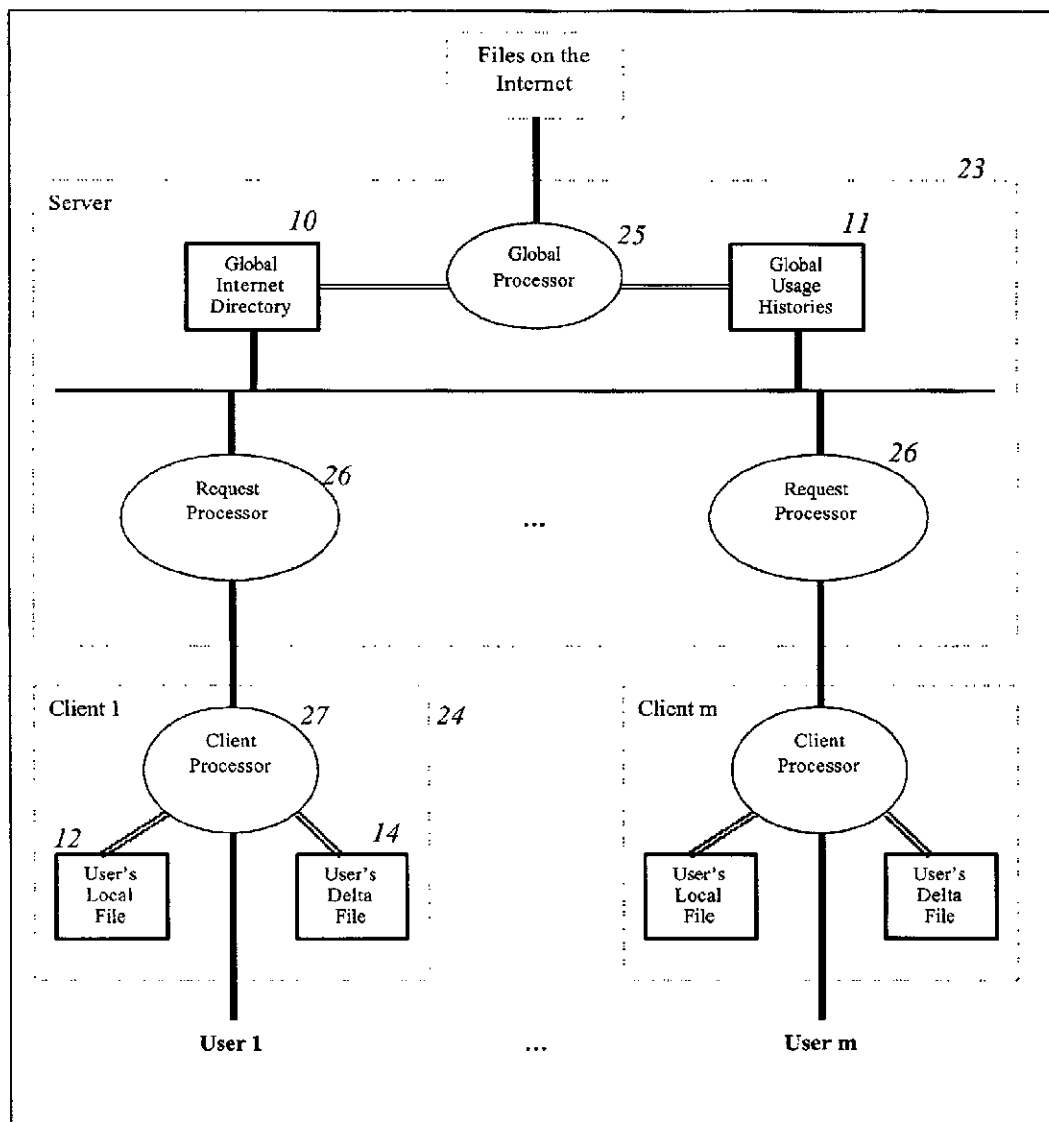 Files on the
Internet
23
Server
10
25
11
Global
Internet
Directory
Global
Processor
Global
Usage
Histories
26
Request
Processor
...
26
Request
Processor
Client 1
27
24
Client
Processor
Client m
Client
Processor
12
14
User's
Local
File
User's
Delta
File
User's
Local
File
User's
Delta
File
User 1
...
User m